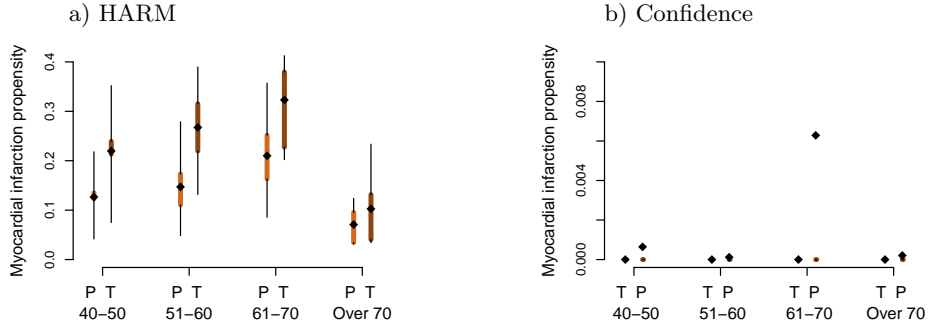 a) HARM
Myocardial infarction propensity
0.4
0.3
0.2
0.1
0.0
P T P T P T P T
40–50 51–60 61–70 Over 70
b) Confidence
Myocardial infarction propensity
0.008
0.004
0.000
T P T P T P T P
40–50 51–60 61–70 Over 70